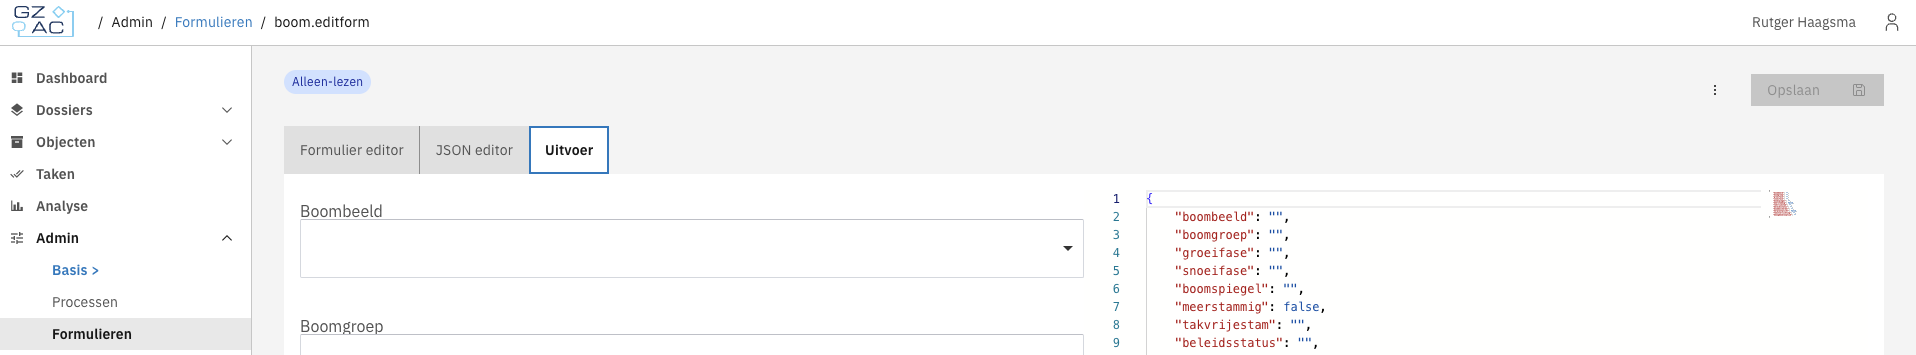 GZAC / Admin / Formulieren / boom.editform
Rutger Haagsma
Dashboard
Dossiers
Objecten
Taken
Analyse
Admin
Basis >
Processen
Formulieren
Alleen-lezen
Opslaan
Formulier editor JSON editor Uitvoer
Boombeeld
Boomgroep
1 {
2 "boombeeld": "",
3 "boomgroep": "",
4 "groeifase": "",
5 "snoeifase": "",
6 "boomspiegel": "",
7 "meerstammig": false,
8 "takvrijestam": "",
9 "beleidsstatus": "",